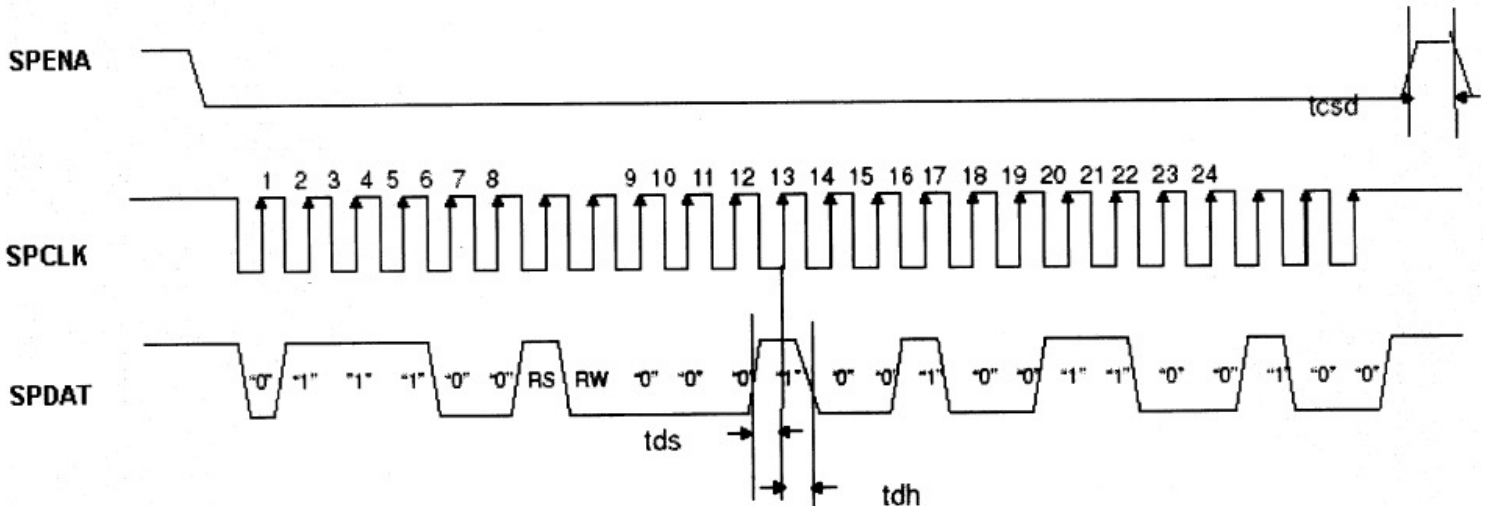 SPENA
tcsd
1 2 3 4 5 6 7 8 9 10 11 12 13 14 15 16 17 18 19 20 21 22 23 24
SPCLK
SPDAT
"0" "1" "1" "1" "0" "0" RS RW "0" "0" "0" "1" "0" "0" "1" "0" "0" "1" "1" "0" "0" "1" "0" "0"
tds
tdh